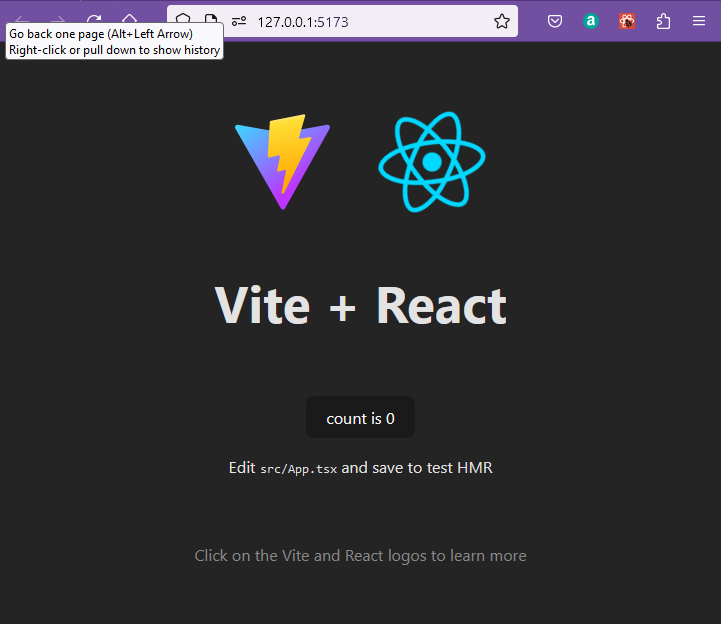 127.0.0.1:5173
Go back one page (Alt+Left Arrow)
Right-click or pull down to show history
a
Vite + React
count is 0
Edit src/App.tsx and save to test HMR
Click on the Vite and React logos to learn more